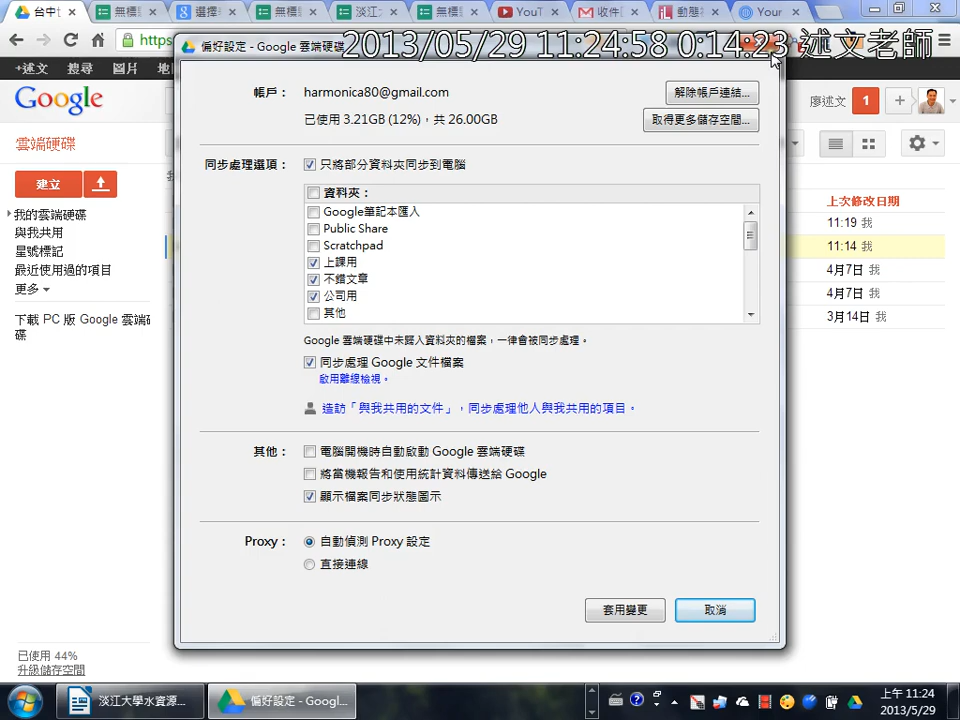 台中t
無標題
選擇
無標題
淡江
無標題
YouT
收件匣
動態
Your
https
偏好設定 - Google 雲端硬碟
2013/05/29 11:24:58 0:14:23 述文老師
+述文 搜尋 圖片 地
Google
廖述文 1
雲端硬碟
建立
我的雲端硬碟
與我共用
星號標記
最近使用過的項目
更多
下載 PC 版 Google 雲端
碟
帳戶：
harmonica80@gmail.com
解除帳戶連結...
已使用 3.21GB (12%)，共 26.00GB
取得更多儲存空間...
同步處理選項：
只將部分資料夾同步到電腦
資料夾：
Google筆記本匯入
Public Share
Scratchpad
上課用
不錯文章
公司用
其他
Google 雲端硬碟中未歸入資料夾的檔案，一律會被同步處理。
同步處理 Google 文件檔案
啟用離線檢視。
造訪「與我共用的文件」，同步處理他人與我共用的項目。
其他：
電腦開機時自動啟動 Google 雲端硬碟
將當機報告和使用統計資料傳送給 Google
顯示檔案同步狀態圖示
Proxy：
自動偵測 Proxy 設定
直接連線
套用變更
取消
上次修改日期
11:19 我
11:14 我
4月7日 我
4月7日 我
3月14日 我
已使用 44%
升級儲存空間
淡江大學水資源...
偏好設定 - Googl...
上午 11:24
2013/5/29